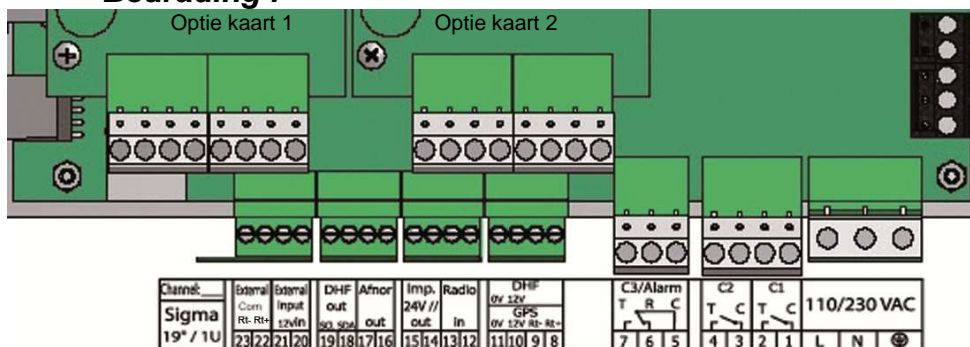 Bedrading :
Optie kaart 1 Optie kaart 2
Channel:____ External External DHF Afnor Imp. Radio DHF C3/Alarm C2 C1
Sigma Com Input out 24V // 0V 12V T R C T C T C 110/230 VAC
Rt- Rt+ 12Vin SCL SDA out out in GPS
0V 12V Rt- Rt+
19" / 1U 23 22 21 20 19 18 17 16 15 14 13 12 11 10 9 8 7 6 5 4 3 2 1 L N